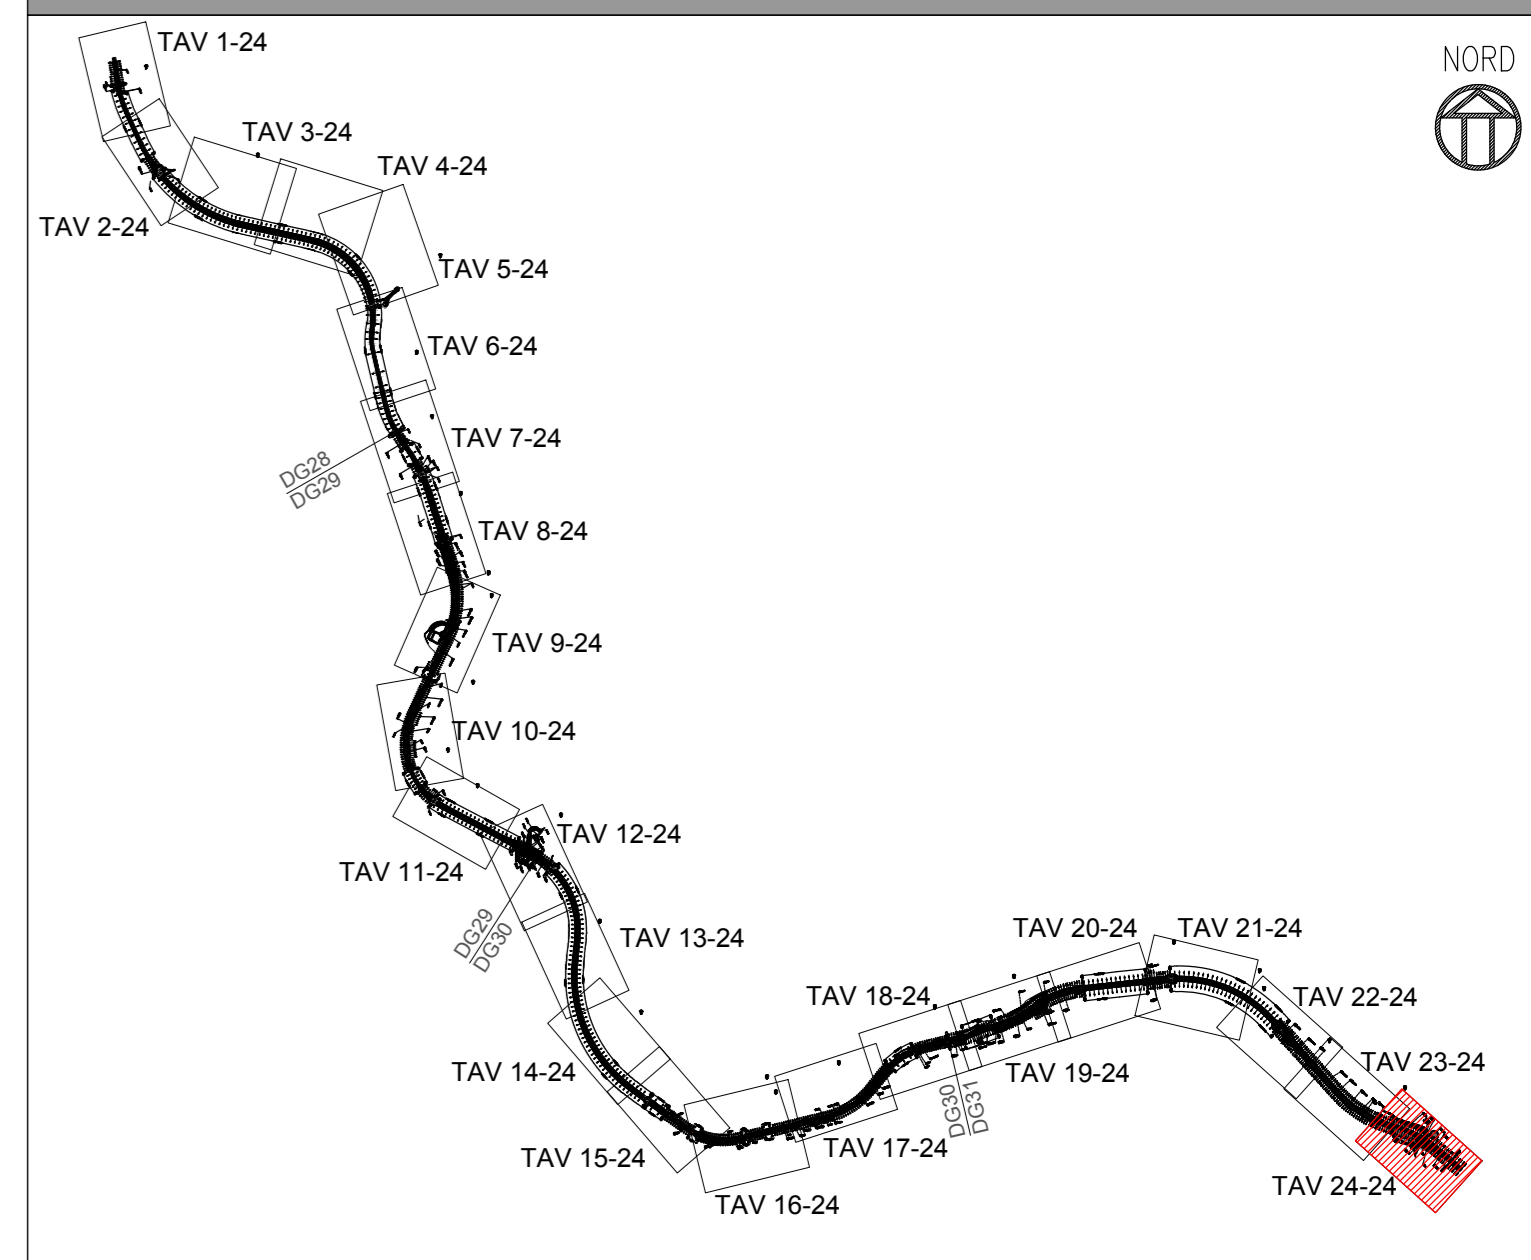 TAV 1-24
NORD
TAV 3-24
TAV 4-24
TAV 2-24
TAV 5-24
TAV 6-24
TAV 7-24
DG28
DG29
TAV 8-24
TAV 9-24
TAV 10-24
TAV 12-24
TAV 11-24
DG29
DG30
TAV 13-24
TAV 20-24
TAV 21-24
TAV 18-24
TAV 22-24
TAV 14-24
TAV 19-24
TAV 23-24
DG30
DG31
TAV 15-24
TAV 17-24
TAV 24-24
TAV 16-24